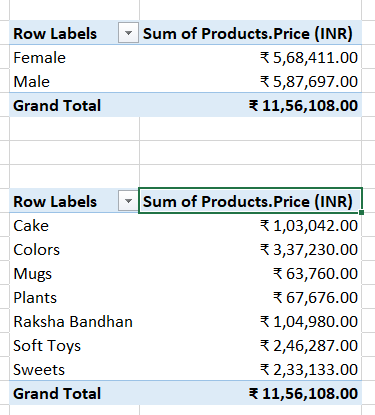 Row Labels Sum of Products.Price (INR)
Female ₹ 5,68,411.00
Male ₹ 5,87,697.00
Grand Total ₹ 11,56,108.00
Row Labels Sum of Products.Price (INR)
Cake ₹ 1,03,042.00
Colors ₹ 3,37,230.00
Mugs ₹ 63,760.00
Plants ₹ 67,676.00
Raksha Bandhan ₹ 1,04,980.00
Soft Toys ₹ 2,46,287.00
Sweets ₹ 2,33,133.00
Grand Total ₹ 11,56,108.00